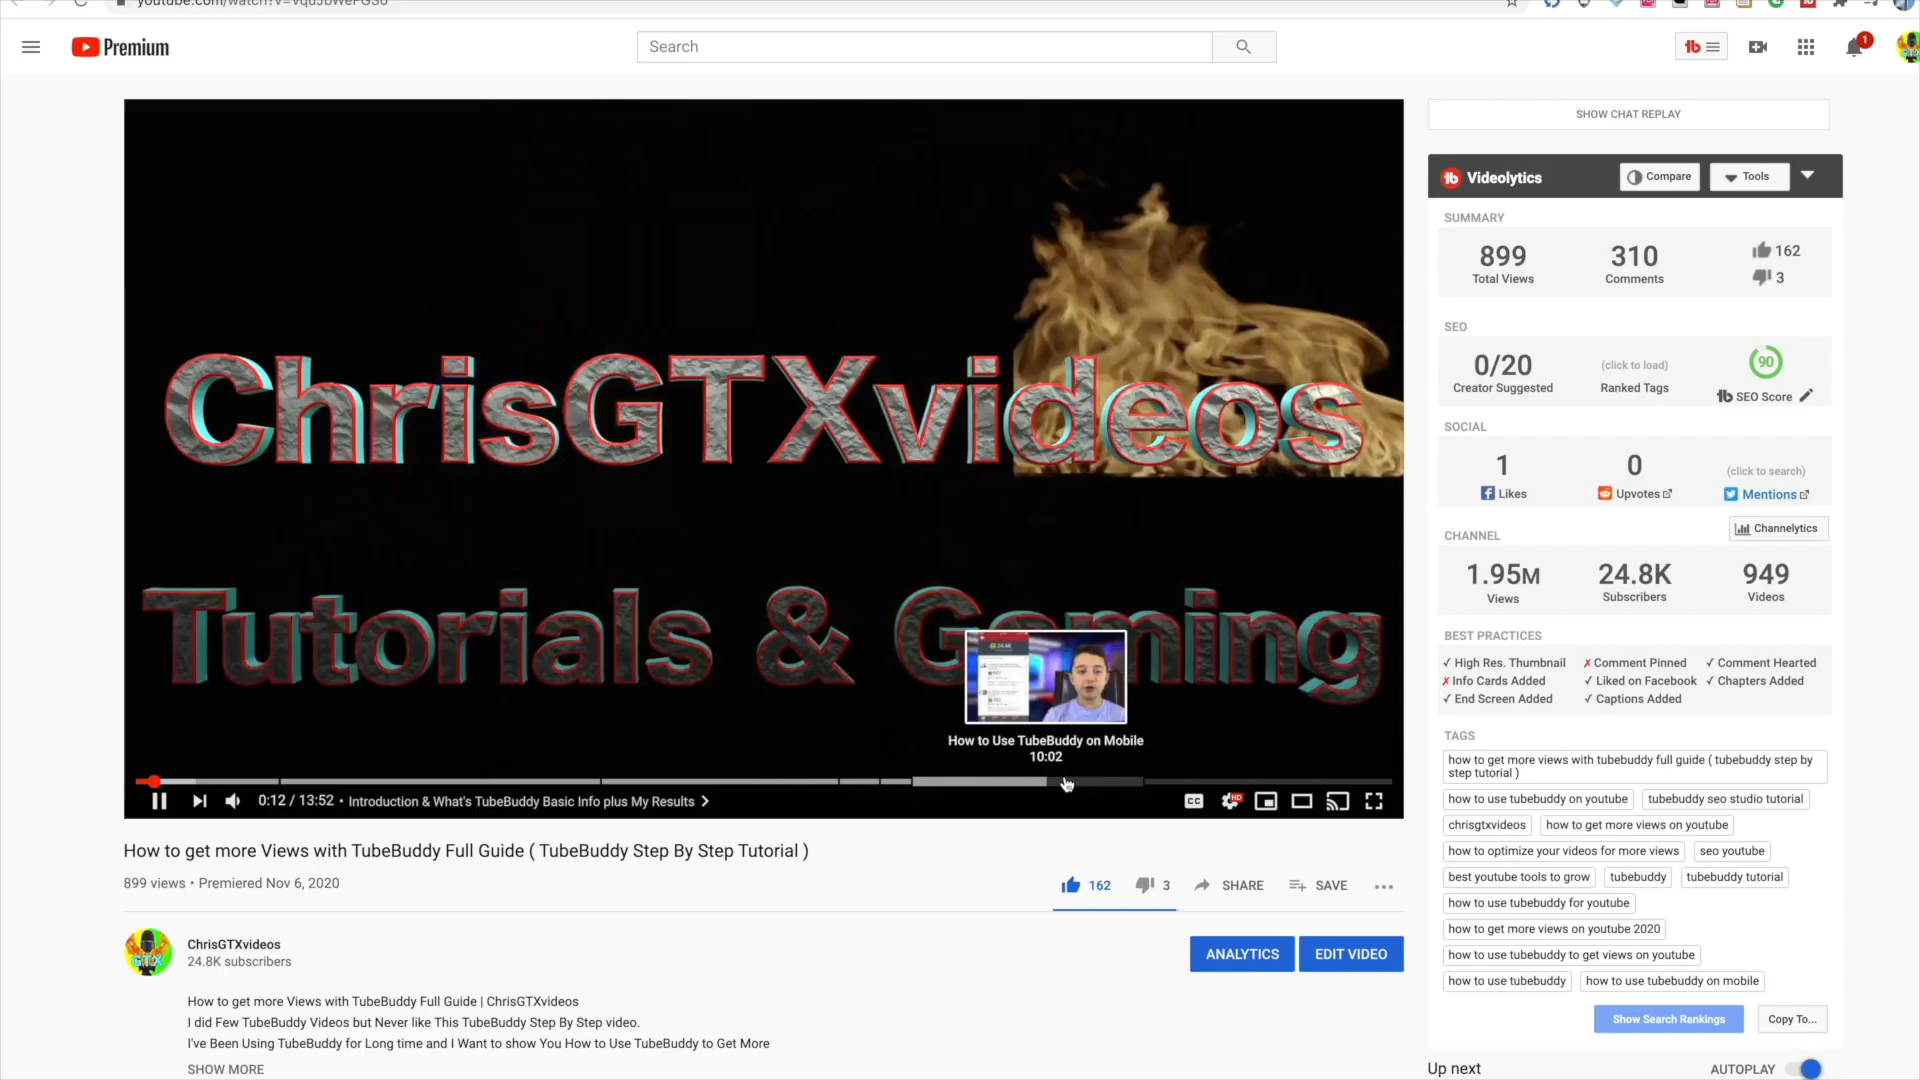 Premium
Search
1
SHOW CHAT REPLAY
ChrisGTXvideos
Tutorials & Gaming
How to Use TubeBuddy on Mobile
10:02
0:12 / 13:52 • Introduction & What's TubeBuddy Basic Info plus My Results
CC
HD
How to get more Views with TubeBuddy Full Guide ( TubeBuddy Step By Step Tutorial )
899 views • Premiered Nov 6, 2020
162
3
SHARE
SAVE
ChrisGTXvideos
24.8K subscribers
ANALYTICS
EDIT VIDEO
How to get more Views with TubeBuddy Full Guide | ChrisGTXvideos
I did Few TubeBuddy Videos but Never like This TubeBuddy Step By Step video.
I've Been Using TubeBuddy for Long time and I Want to show You How to Use TubeBuddy to Get More
SHOW MORE
Videolytics
Compare
Tools
SUMMARY
899 310 162
Total Views Comments 3
SEO
0/20 (click to load) 90
Creator Suggested Ranked Tags SEO Score
SOCIAL
1 0 (click to search)
Likes Upvotes Mentions
CHANNEL
Channelytics
1.95M 24.8K 949
Views Subscribers Videos
BEST PRACTICES
✓ High Res. Thumbnail ✗ Comment Pinned ✓ Comment Hearted
✗ Info Cards Added ✓ Liked on Facebook ✓ Chapters Added
✓ End Screen Added ✓ Captions Added
TAGS
how to get more views with tubebuddy full guide ( tubebuddy step by
step tutorial )
how to use tubebuddy on youtube tubebuddy seo studio tutorial
chrisgtxvideos how to get more views on youtube
how to optimize your videos for more views seo youtube
best youtube tools to grow tubebuddy tubebuddy tutorial
how to use tubebuddy for youtube
how to get more views on youtube 2020
how to use tubebuddy to get views on youtube
how to use tubebuddy how to use tubebuddy on mobile
Show Search Rankings Copy To...
Up next AUTOPLAY